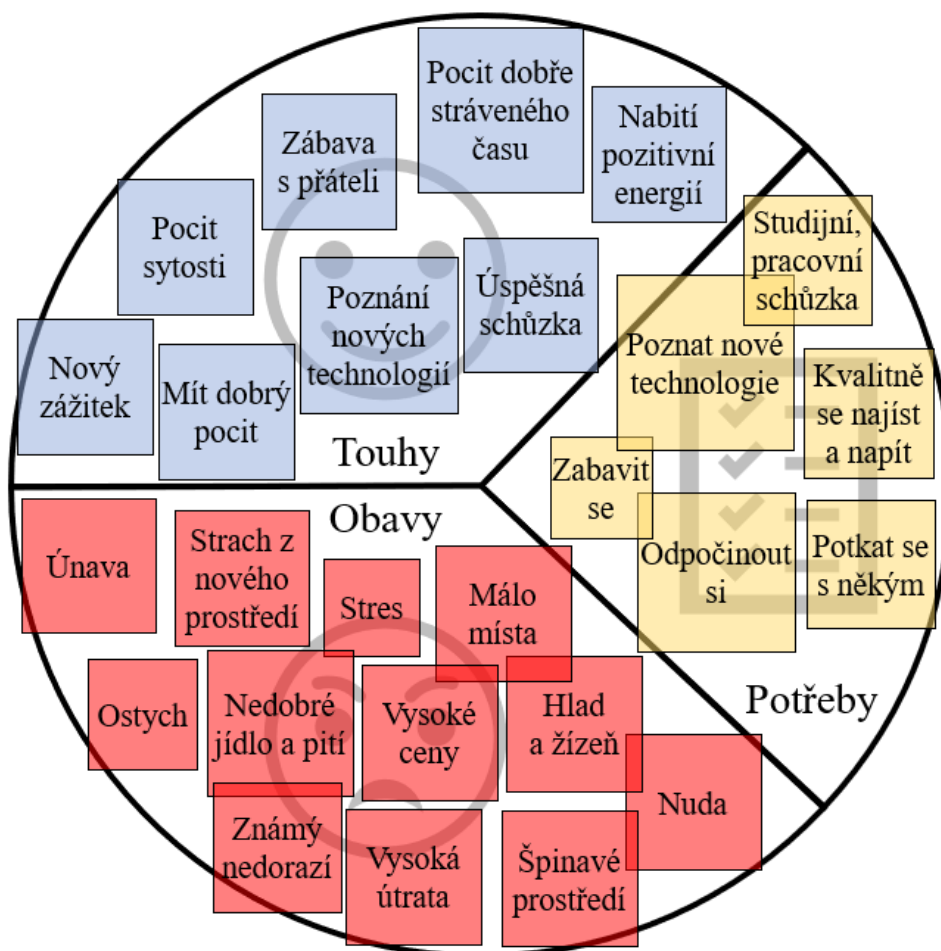 Pocit dobře
stráveného
času
Nabití
pozitivní
energií
Zábava
s přáteli
Pocit
sytosti
Úspěšná
schůzka
Poznání
nových
technologií
Nový
zážitek
Mít dobrý
pocit
Touhy
Studijní,
pracovní
schůzka
Poznat nové
technologie
Kvalitně
se najíst
a napít
Zabavit
se
Odpočinout
si
Potkat se
s někým
Potřeby
Obavy
Únava
Strach z
nového
prostředí
Stres
Málo
místa
Ostych
Nedobré
jídlo a pití
Vysoké
ceny
Hlad
a žízeň
Nuda
Známý
nedorazí
Vysoká
útrata
Špinavé
prostředí